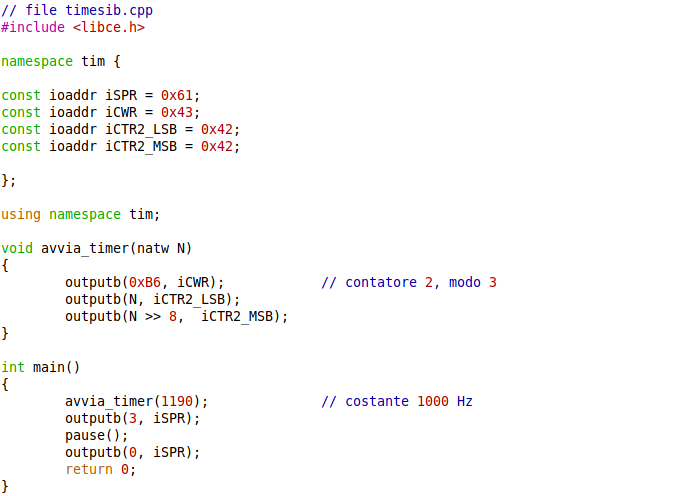 // file timesib.cpp
#include <libce.h>
namespace tim {
const ioaddr iSPR = 0x61;
const ioaddr iCWR = 0x43;
const ioaddr iCTR2_LSB = 0x42;
const ioaddr iCTR2_MSB = 0x42;
};
using namespace tim;
void avvia_timer(natw N)
{
        outputb(0xB6, iCWR);            // contatore 2, modo 3
        outputb(N, iCTR2_LSB);
        outputb(N >> 8,  iCTR2_MSB);
}
int main()
{
        avvia_timer(1190);              // costante 1000 Hz
        outputb(3, iSPR);
        pause();
        outputb(0, iSPR);
        return 0;
}